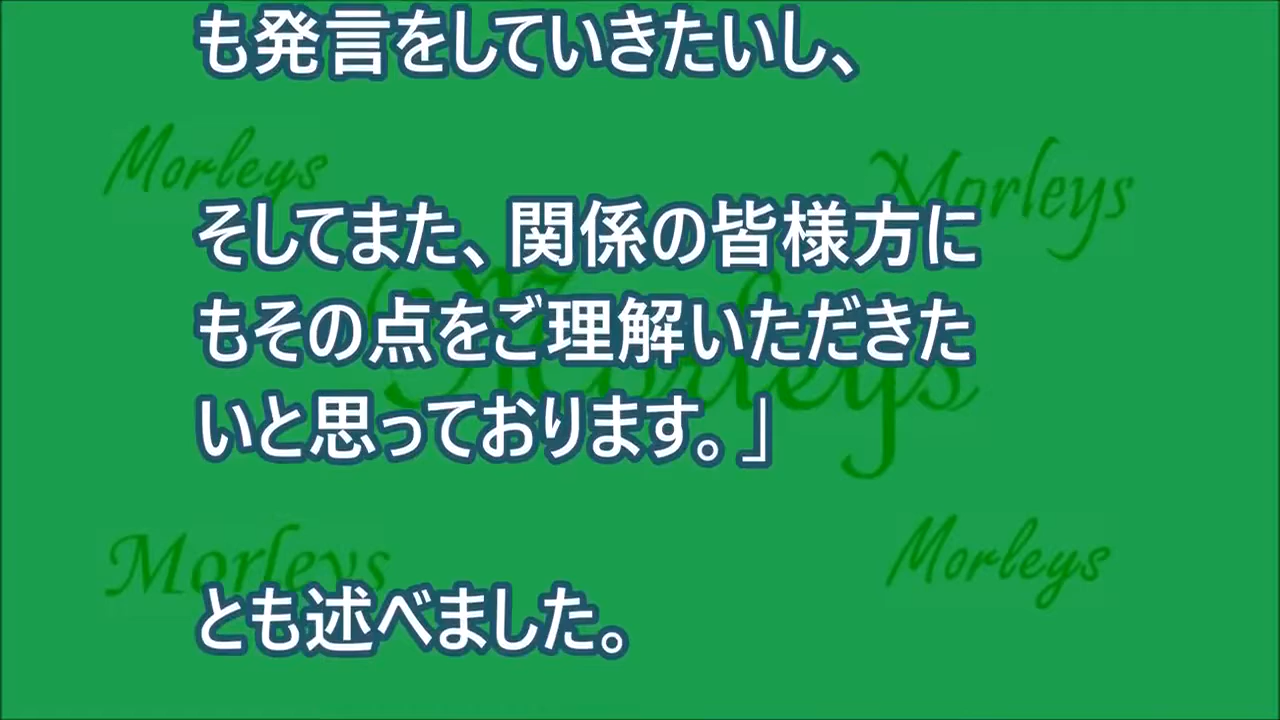 も発言をしていきたいし、
Morleys
Morleys
そしてまた、関係の皆様方に
もその点をご理解いただきた
Morleys
いと思っております。」
Morleys
Morleys
とも述べました。